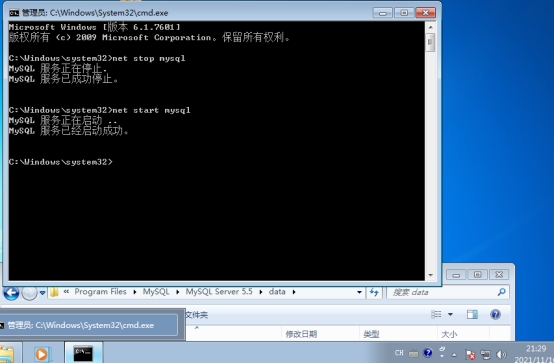 管理员: C:\Windows\System32\cmd.exe
Microsoft Windows [版本 6.1.7601]
版权所有 (c) 2009 Microsoft Corporation。保留所有权利。
C:\Windows\system32>net stop mysql
MySQL 服务正在停止.
MySQL 服务已成功停止。
C:\Windows\system32>net start mysql
MySQL 服务正在启动 ..
MySQL 服务已经启动成功。
C:\Windows\system32>
« Program Files MySQL MySQL Server 5.5 data
搜索 data
管理员: C:\Windows\System32\cmd.exe
文件夹
修改日期 类型 大小
CH
21:29